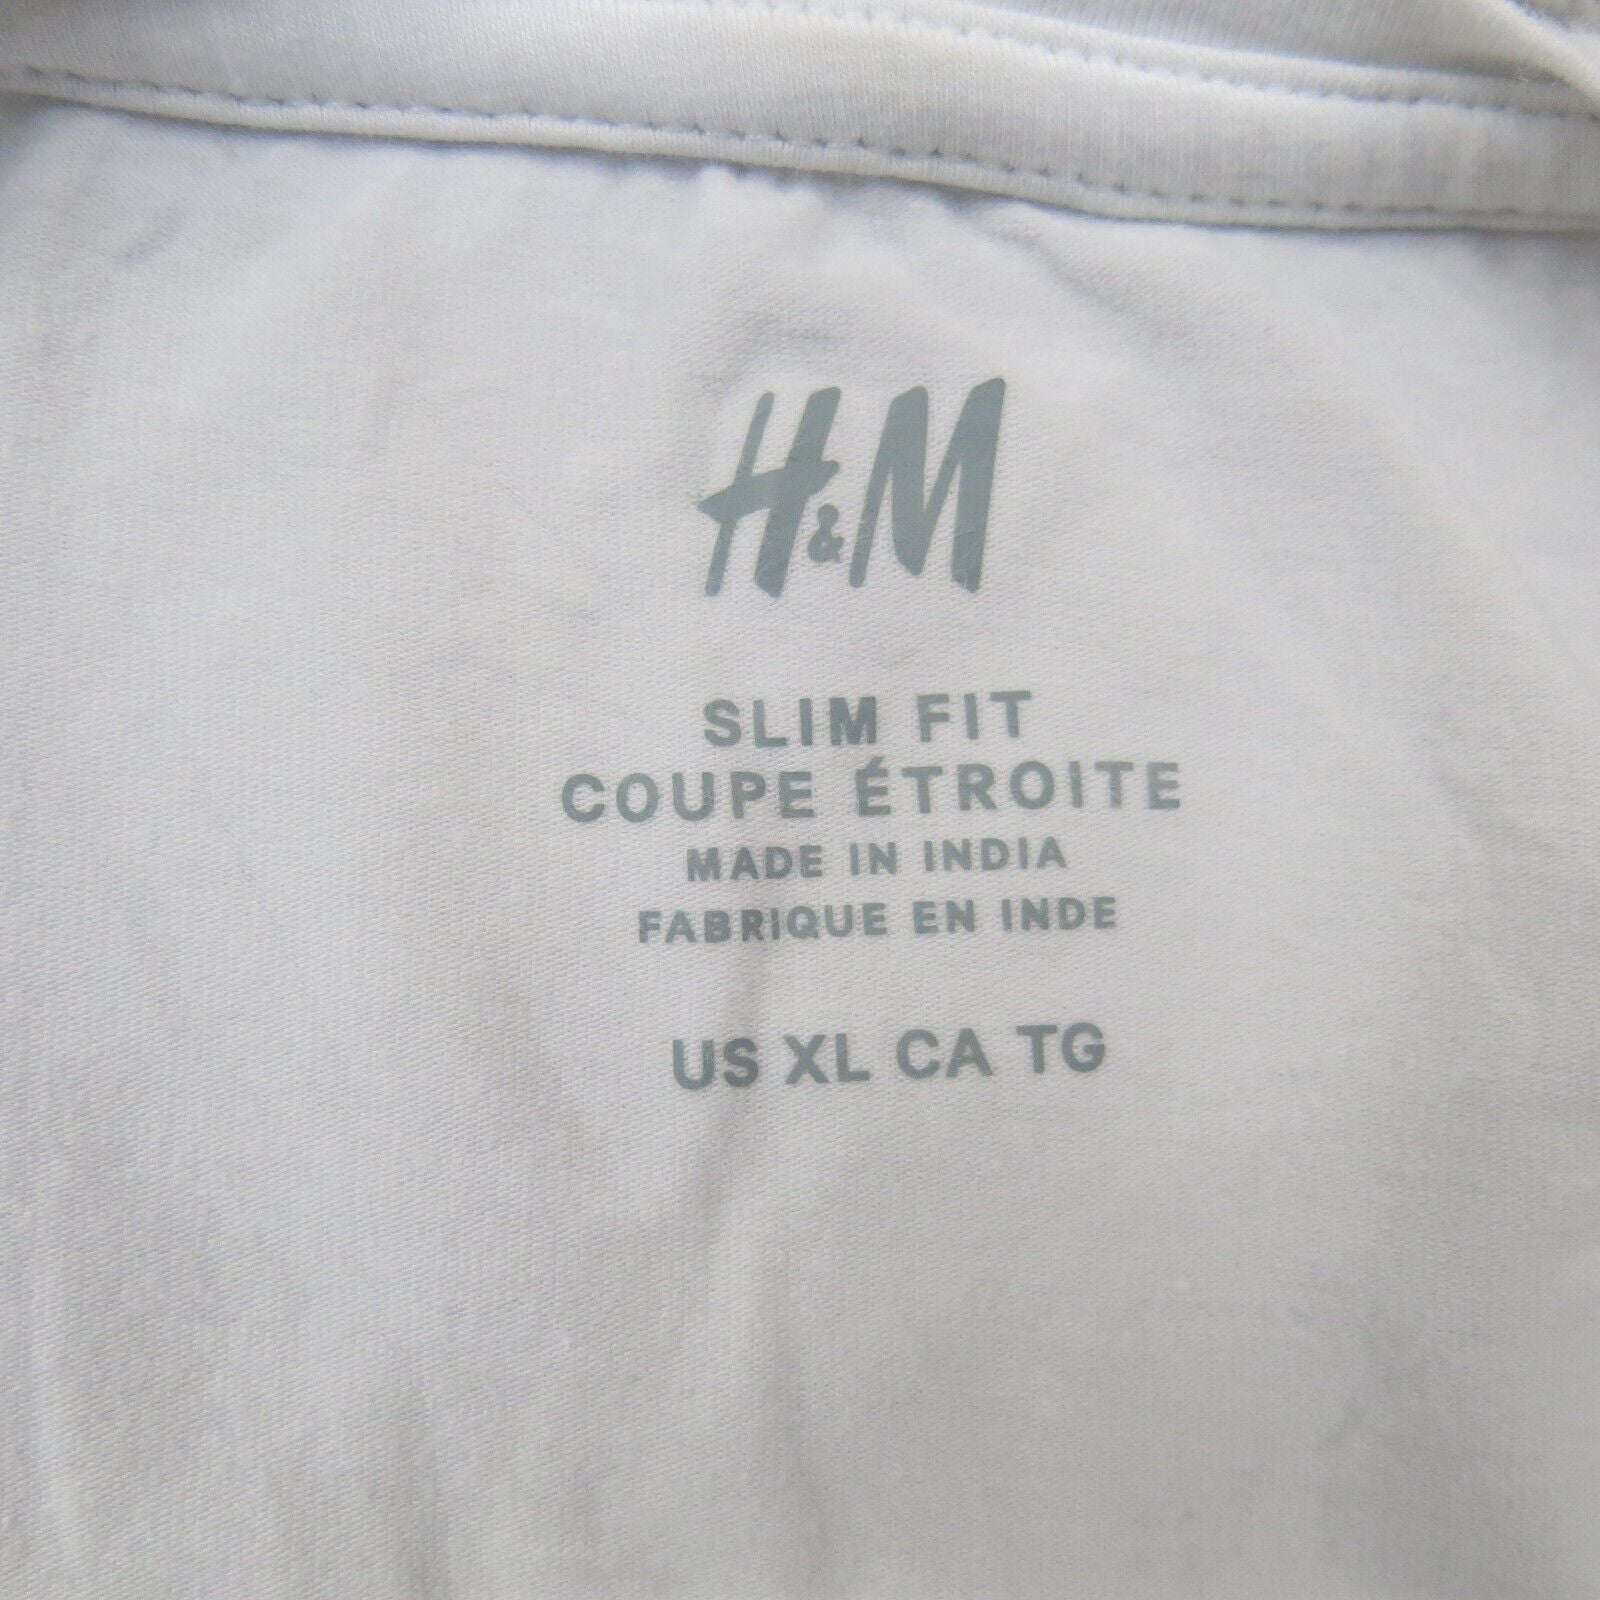 H&M
SLIM FIT
COUPE ÉTROITE
MADE IN INDIA
FABRIQUE EN INDE
US XL CA TG